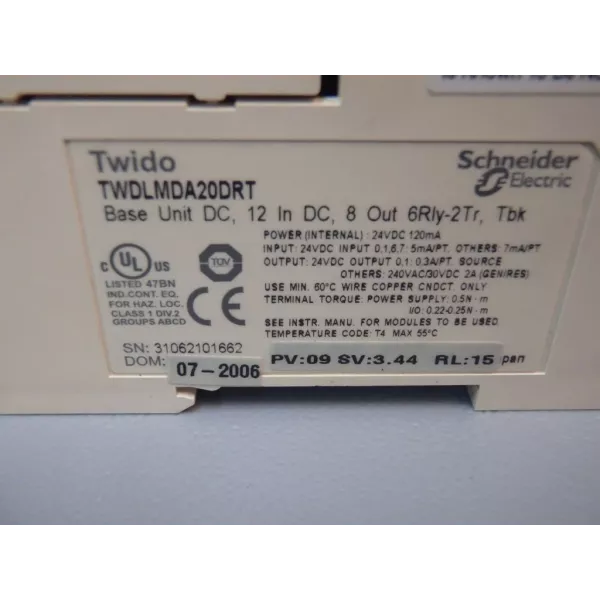 Twido
Schneider
Electric
TWDLMDA20DRT
Base Unit DC, 12 In DC, 8 Out 6Rly-2Tr, Tbk
POWER (INTERNAL) : 24VDC 120mA
INPUT: 24VDC INPUT 0,1,6,7: 5mA/PT. OTHERS: 7mA/PT
OUTPUT: 24VDC OUTPUT 0,1: 0.3A/PT. SOURCE
OTHERS: 240VAC/30VDC 2A (GEN/RES)
USE MIN. 60°C WIRE COPPER CNDCT. ONLY
TERMINAL TORQUE: POWER SUPPLY: 0.5N·m
I/O: 0.22-0.25N·m
SEE INSTR. MANU. FOR MODULES TO BE USED
TEMPERATURE CODE: T4 MAX 55°C
C UL US
LISTED 47BN
IND.CONT. EQ.
FOR HAZ. LOC.
CLASS 1 DIV.2
GROUPS ABCD
TUV
SN: 31062101662
DOM: 07-2006 PV:09 SV:3.44 RL:15 pan